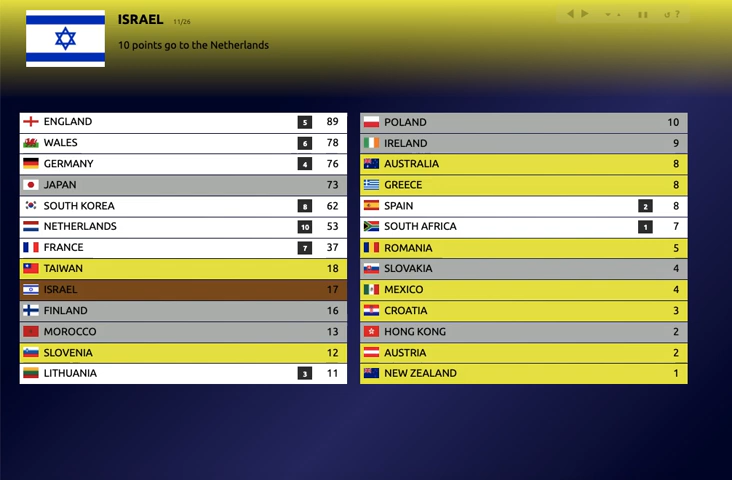 ISRAEL 11/26
10 points go to the Netherlands
ENGLAND 5 89
WALES 6 78
GERMANY 4 76
JAPAN 73
SOUTH KOREA 8 62
NETHERLANDS 10 53
FRANCE 7 37
TAIWAN 18
ISRAEL 17
FINLAND 16
MOROCCO 13
SLOVENIA 12
LITHUANIA 3 11
POLAND 10
IRELAND 9
AUSTRALIA 8
GREECE 8
SPAIN 2 8
SOUTH AFRICA 1 7
ROMANIA 5
SLOVAKIA 4
MEXICO 4
CROATIA 3
HONG KONG 2
AUSTRIA 2
NEW ZEALAND 1